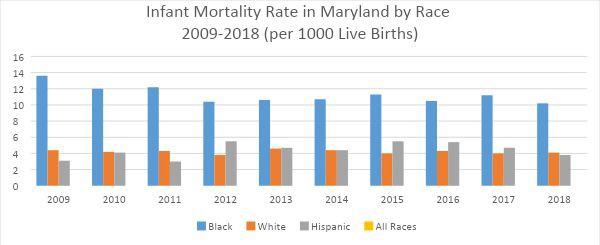 Infant Mortality Rate in Maryland by Race
2009-2018 (per 1000 Live Births)
16
14
12
10
8
6
4
2
0
2009 2010 2011 2012 2013 2014 2015 2016 2017 2018
Black White Hispanic All Races